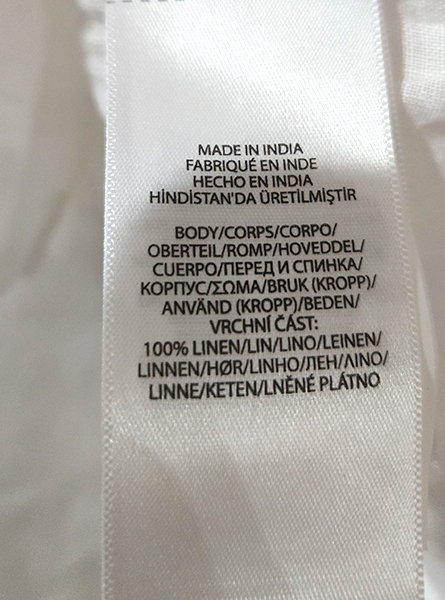 MADE IN INDIA
FABRIQUÉ EN INDE
HECHO EN INDIA
HİNDİSTAN'DA ÜRETİLMİŞTİR
BODY/CORPS/CORPO/
OBERTEIL/ROMP/HOVEDDEL/
CUERPO/ПЕРЕД И СПИНКА/
КОРПУС/ΣΩΜΑ/BRUK (KROPP)/
ANVÄND (KROPP)/BEDEN/
VRCHNÍ ČÁST:
100% LINEN/LIN/LINO/LEINEN/
LINNEN/HØR/LINHO/ЛЕН/ΛΙΝΟ/
LINNE/KETEN/LNĚNÉ PLÁTNO